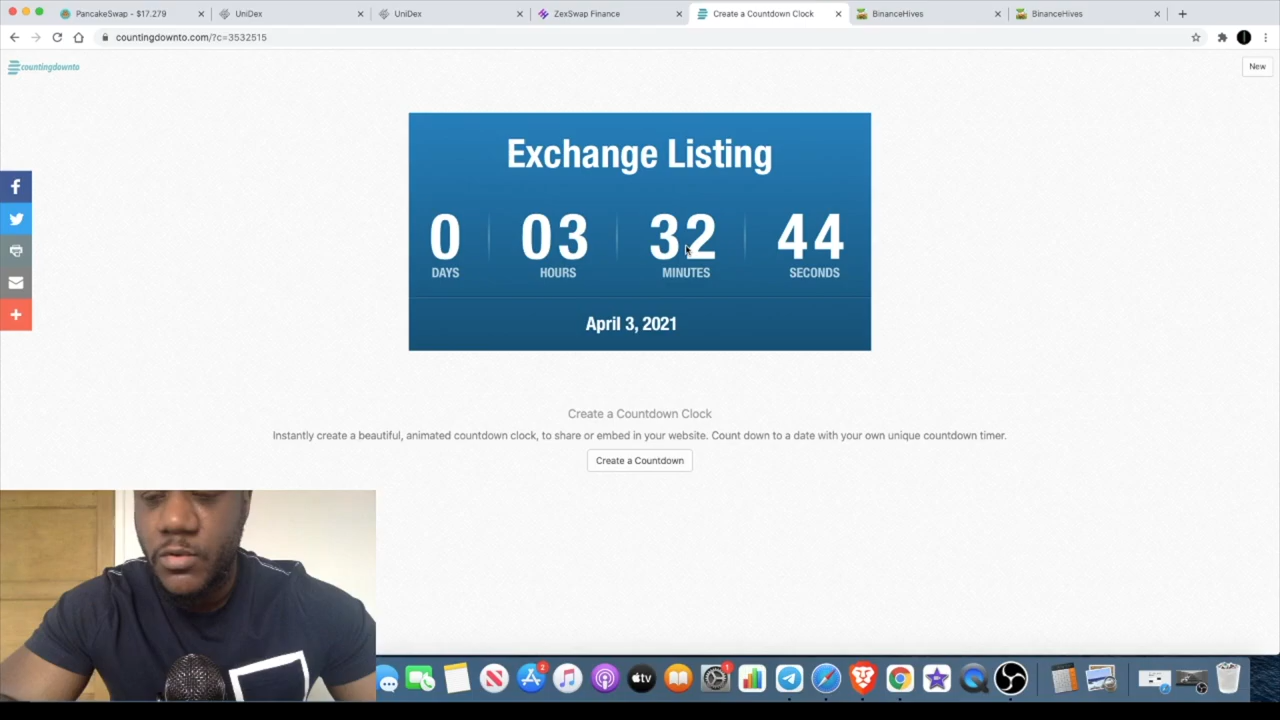 PancakeSwap - $17.279
UniDex
UniDex
ZexSwap Finance
Create a Countdown Clock
BinanceHives
BinanceHives
countingdownto.com/?c=3532515
countingdownto
New
Exchange Listing
0 03 32 44
DAYS HOURS MINUTES SECONDS
April 3, 2021
Create a Countdown Clock
Instantly create a beautiful, animated countdown clock, to share or embed in your website. Count down to a date with your own unique countdown timer.
Create a Countdown
2
tv
1